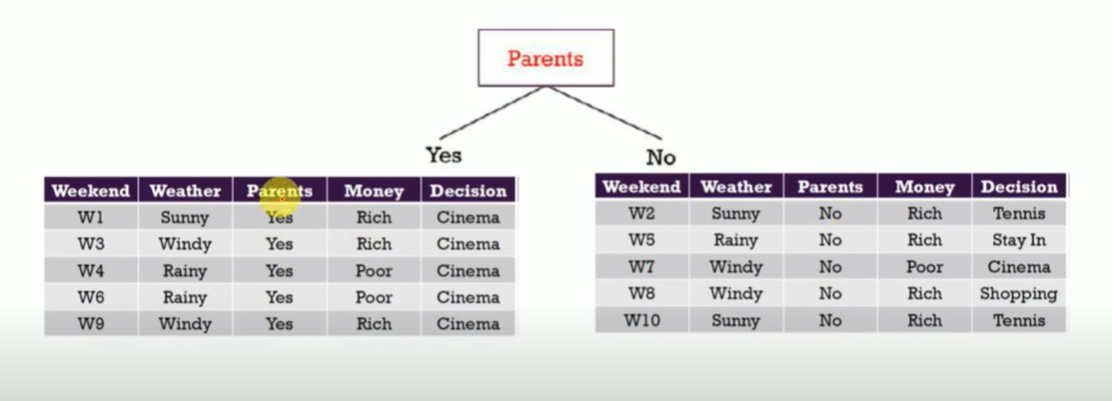 Parents
Yes
No
Weekend Weather Parents Money Decision
W1 Sunny Yes Rich Cinema
W3 Windy Yes Rich Cinema
W4 Rainy Yes Poor Cinema
W6 Rainy Yes Poor Cinema
W9 Windy Yes Rich Cinema
Weekend Weather Parents Money Decision
W2 Sunny No Rich Tennis
W5 Rainy No Rich Stay In
W7 Windy No Poor Cinema
W8 Windy No Rich Shopping
W10 Sunny No Rich Tennis